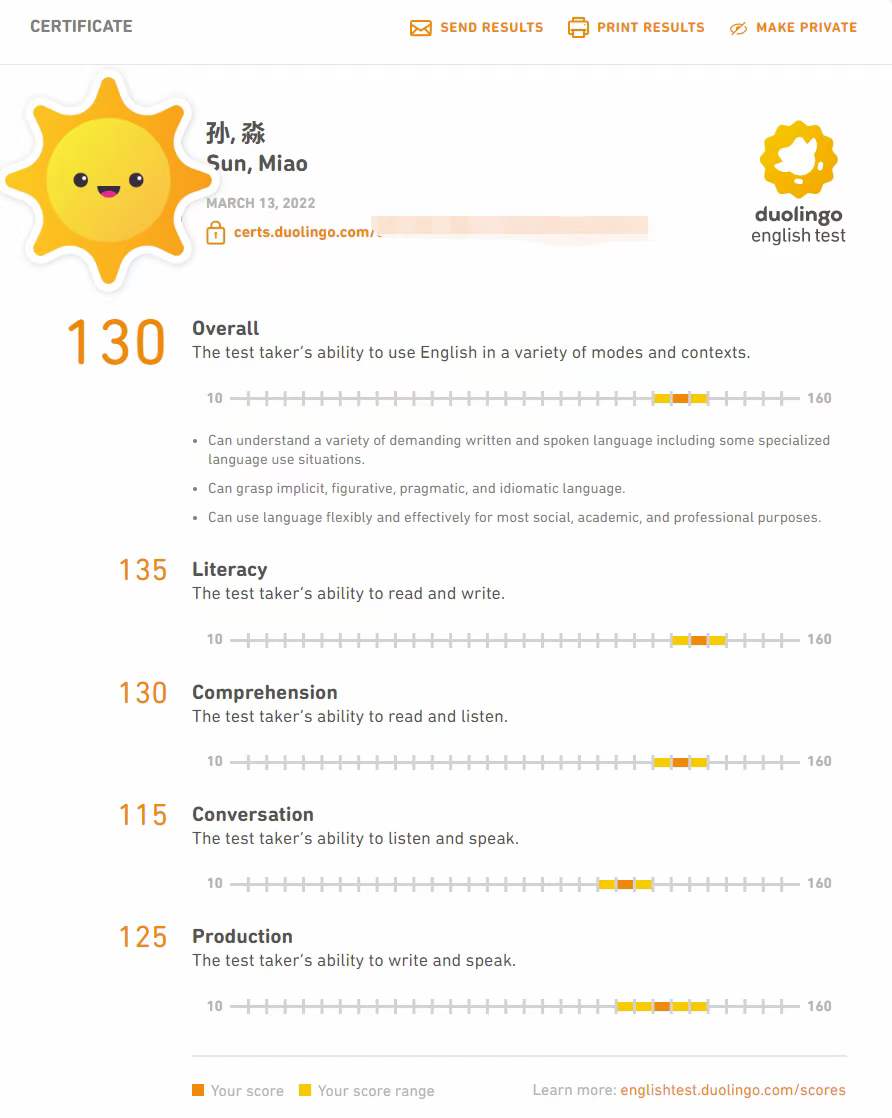 CERTIFICATE
SEND RESULTS
PRINT RESULTS
MAKE PRIVATE
孙, 淼
Sun, Miao
MARCH 13, 2022
certs.duolingo.com/
duolingo
english test
130
Overall
The test taker's ability to use English in a variety of modes and contexts.
10
160
• Can understand a variety of demanding written and spoken language including some specialized
language use situations.
• Can grasp implicit, figurative, pragmatic, and idiomatic language.
• Can use language flexibly and effectively for most social, academic, and professional purposes.
135
Literacy
The test taker's ability to read and write.
10
160
130
Comprehension
The test taker's ability to read and listen.
10
160
115
Conversation
The test taker's ability to listen and speak.
10
160
125
Production
The test taker's ability to write and speak.
10
160
Your score
Your score range
Learn more: englishtest.duolingo.com/scores